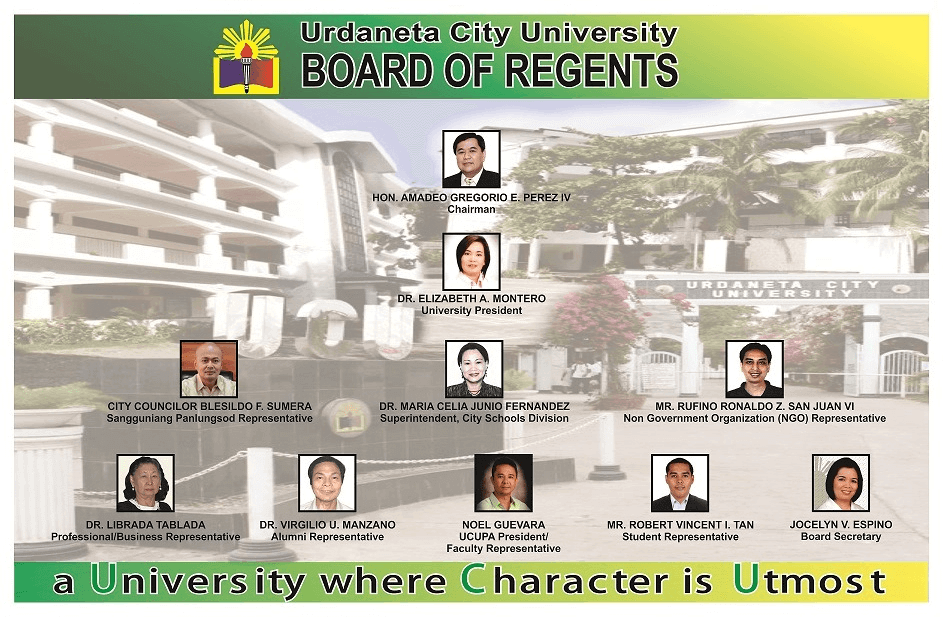 Urdaneta City University
BOARD OF REGENTS
HON. AMADEO GREGORIO E. PEREZ IV
Chairman
DR. ELIZABETH A. MONTERO
University President
URDANETA CITY
UNIVERSITY
UCU
CITY COUNCILOR BLESILDO F. SUMERA
Sangguniang Panlungsod Representative
DR. MARIA CELIA JUNIO FERNANDEZ
Superintendent, City Schools Division
MR. RUFINO RONALDO Z. SAN JUAN VI
Non Government Organization (NGO) Representative
DR. LIBRADA TABLADA
Professional/Business Representative
DR. VIRGILIO U. MANZANO
Alumni Representative
NOEL GUEVARA
UCUPA President/
Faculty Representative
MR. ROBERT VINCENT I. TAN
Student Representative
JOCELYN V. ESPINO
Board Secretary
a University where Character is Utmost